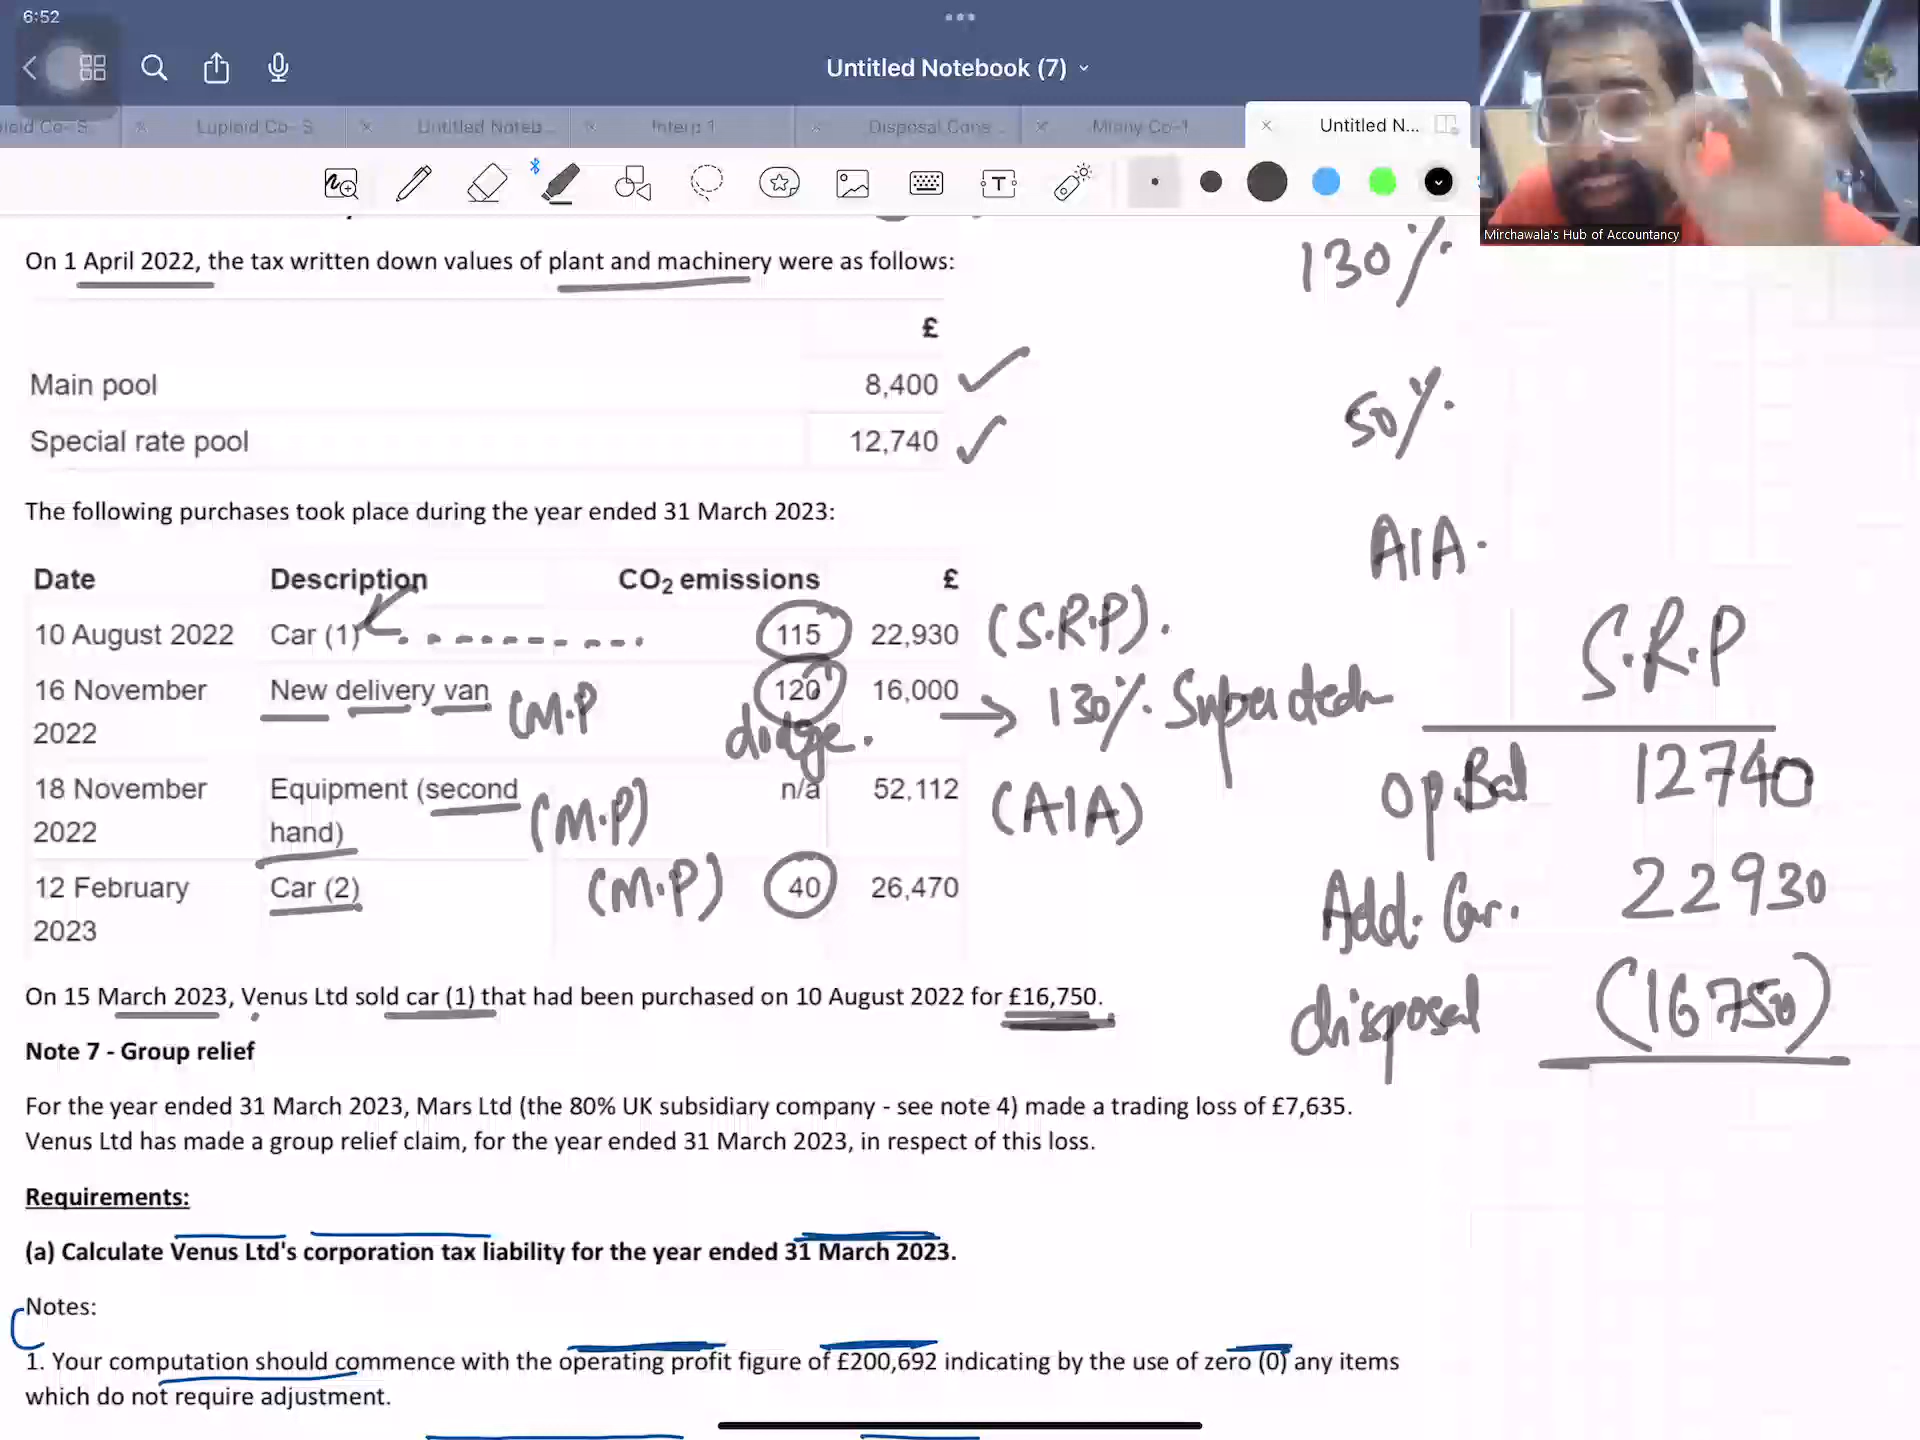 6:52
Untitled Notebook (7)
Luploid Co- S
Untitled Noteb...
Interp 1
Disposal Cons...
Untitled N...
T
Mirchawala's Hub of Accountancy
On 1 April 2022, the tax written down values of plant and machinery were as follows:
130%
£
Main pool 8,400
50%
Special rate pool 12,740
The following purchases took place during the year ended 31 March 2023:
AIA.
Date Description CO2 emissions £
10 August 2022 Car (1) 115 22,930 (S.R.P).
S.R.P
16 November 2022 New delivery van (M.P 120 16,000 → 130%
dodge.
Op Bal 12740
18 November 2022 Equipment (second hand) (M.P) n/a 52,112 (AIA)
Add. Car. 22930
12 February 2023 Car (2) (M.P) 40 26,470
disposal (16750)
On 15 March 2023, Venus Ltd sold car (1) that had been purchased on 10 August 2022 for £16,750.
Note 7 - Group relief
For the year ended 31 March 2023, Mars Ltd (the 80% UK subsidiary company - see note 4) made a trading loss of £7,635.
Venus Ltd has made a group relief claim, for the year ended 31 March 2023, in respect of this loss.
Requirements:
(a) Calculate Venus Ltd's corporation tax liability for the year ended 31 March 2023.
Notes:
1. Your computation should commence with the operating profit figure of £200,692 indicating by the use of zero (0) any items
which do not require adjustment.